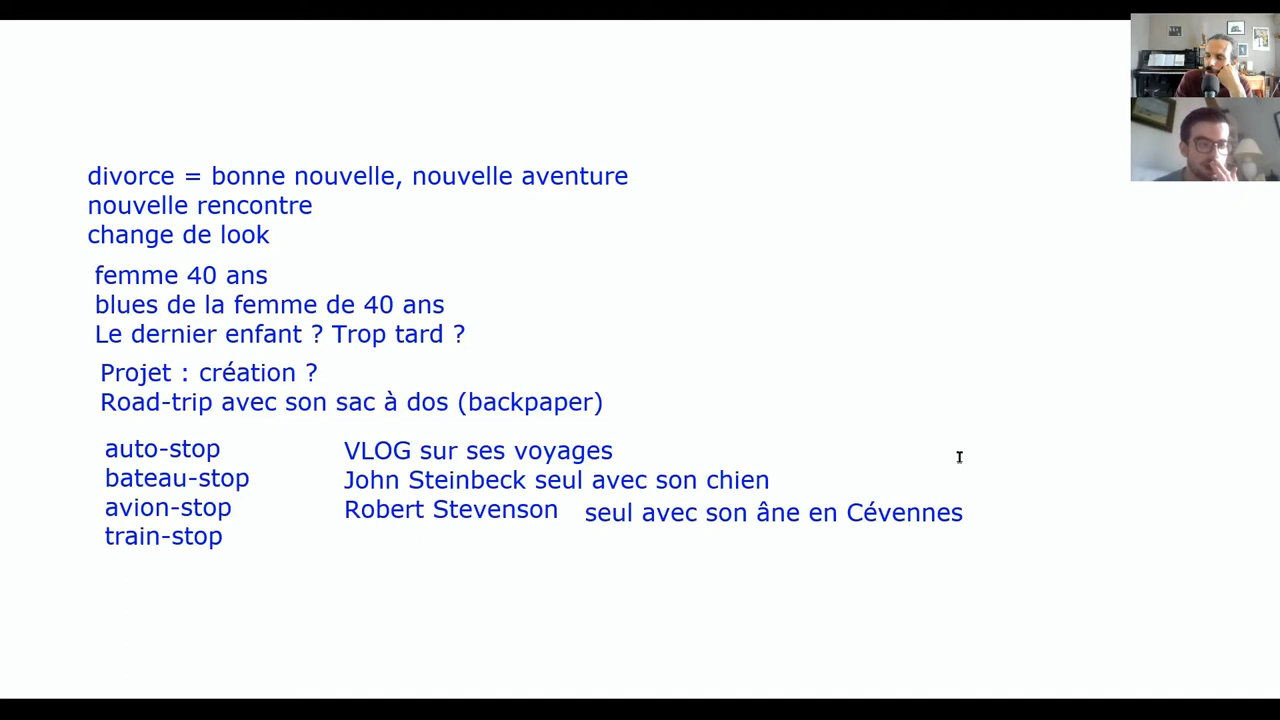 divorce = bonne nouvelle, nouvelle aventure
nouvelle rencontre
change de look
femme 40 ans
blues de la femme de 40 ans
Le dernier enfant ? Trop tard ?
Projet : création ?
Road-trip avec son sac à dos (backpaper)
auto-stop
bateau-stop
avion-stop
train-stop
VLOG sur ses voyages
John Steinbeck seul avec son chien
Robert Stevenson seul avec son âne en Cévennes